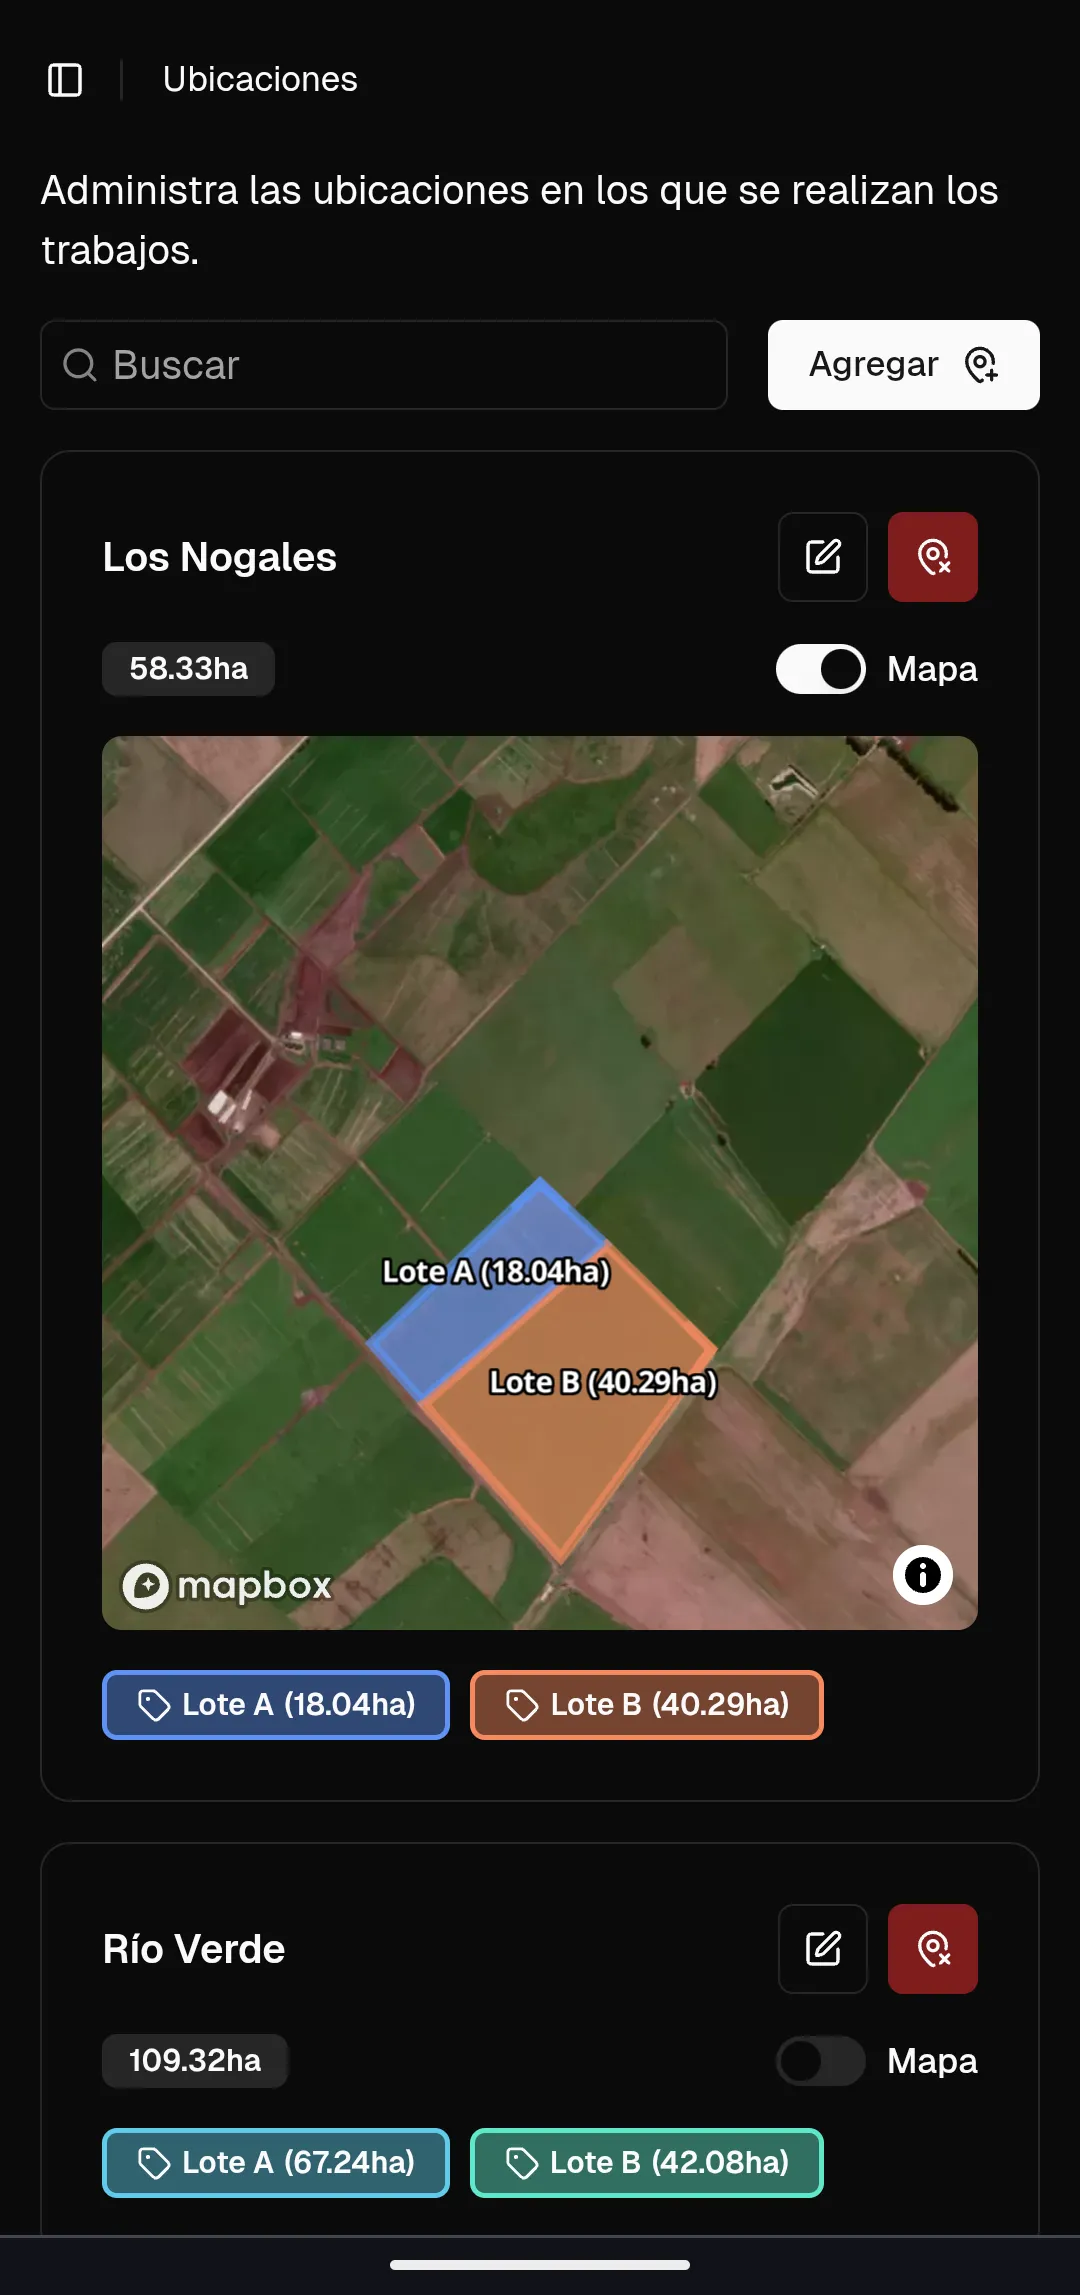 Ubicaciones
Administra las ubicaciones en los que se realizan los
trabajos.
Buscar
Agregar
Los Nogales
58.33ha
Mapa
Lote A (18.04ha)
Lote B (40.29ha)
mapbox
Lote A (18.04ha)
Lote B (40.29ha)
Río Verde
109.32ha
Mapa
Lote A (67.24ha)
Lote B (42.08ha)